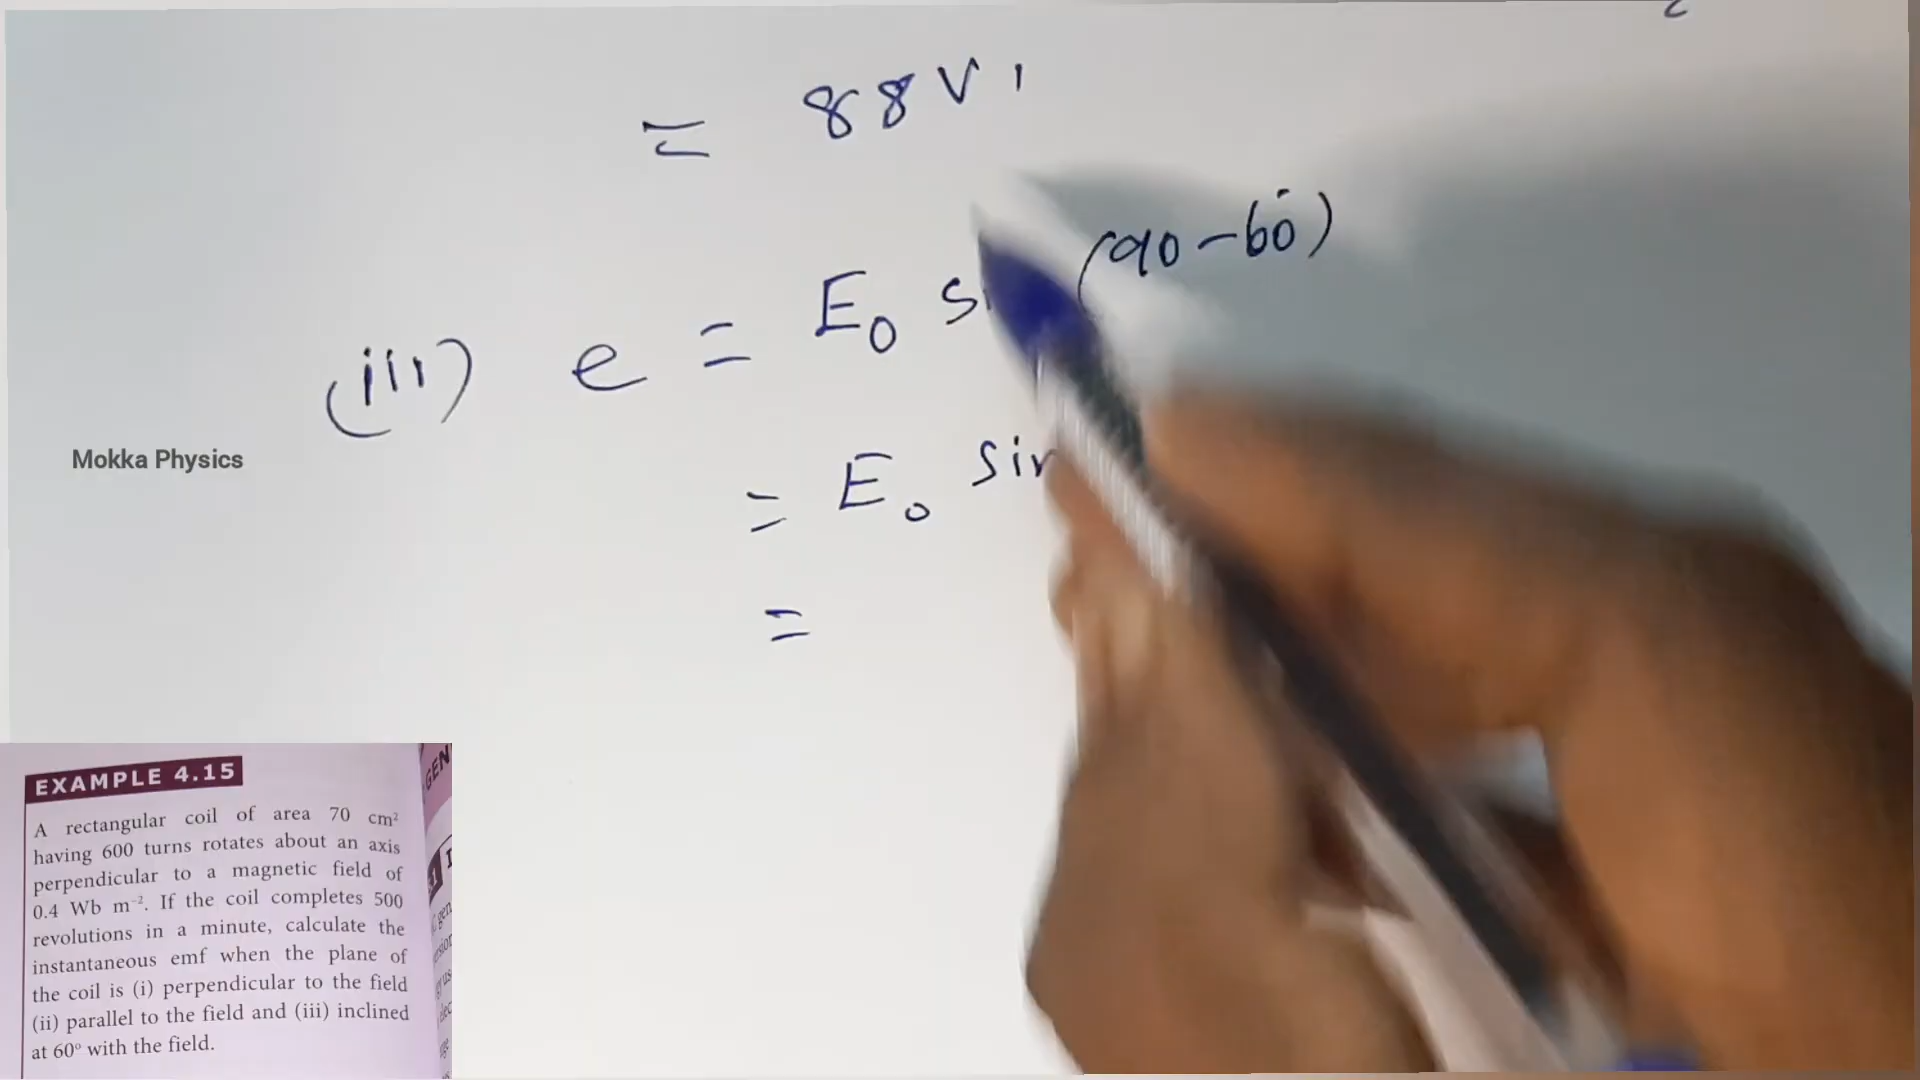 = 88 V.
(iii) e = E₀ si (90-60°)
= E₀ sin
=
Mokka Physics
EXAMPLE 4.15
A rectangular coil of area 70 cm²
having 600 turns rotates about an axis
perpendicular to a magnetic field of
0.4 Wb m⁻². If the coil completes 500
revolutions in a minute, calculate the
instantaneous emf when the plane of
the coil is (i) perpendicular to the field
(ii) parallel to the field and (iii) inclined
at 60° with the field.
GEN